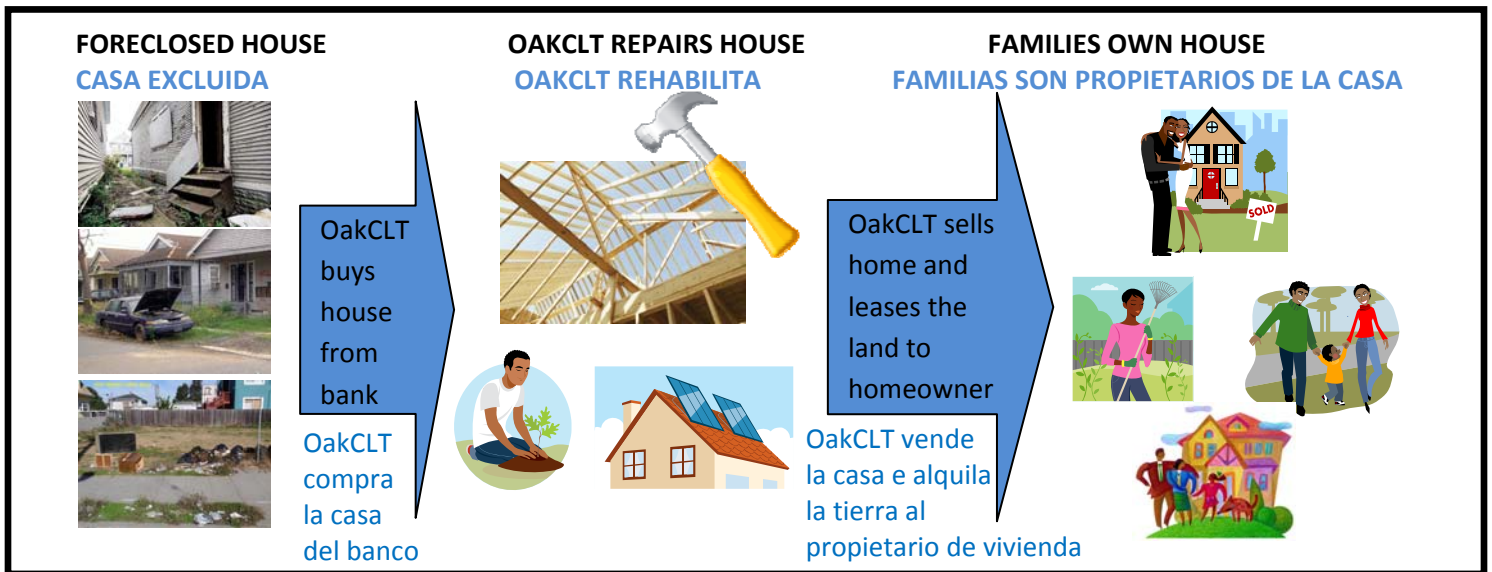 FORECLOSED HOUSE
CASA EXCLUIDA
OakCLT
buys
house
from
bank
OakCLT
compra
la casa
del banco
OAKCLT REPAIRS HOUSE
OAKCLT REHABILITA
OakCLT sells
home and
leases the
land to
homeowner
OakCLT vende
la casa e alquila
la tierra al
propietario de vivienda
FAMILIES OWN HOUSE
FAMILIAS SON PROPIETARIOS DE LA CASA
SOLD